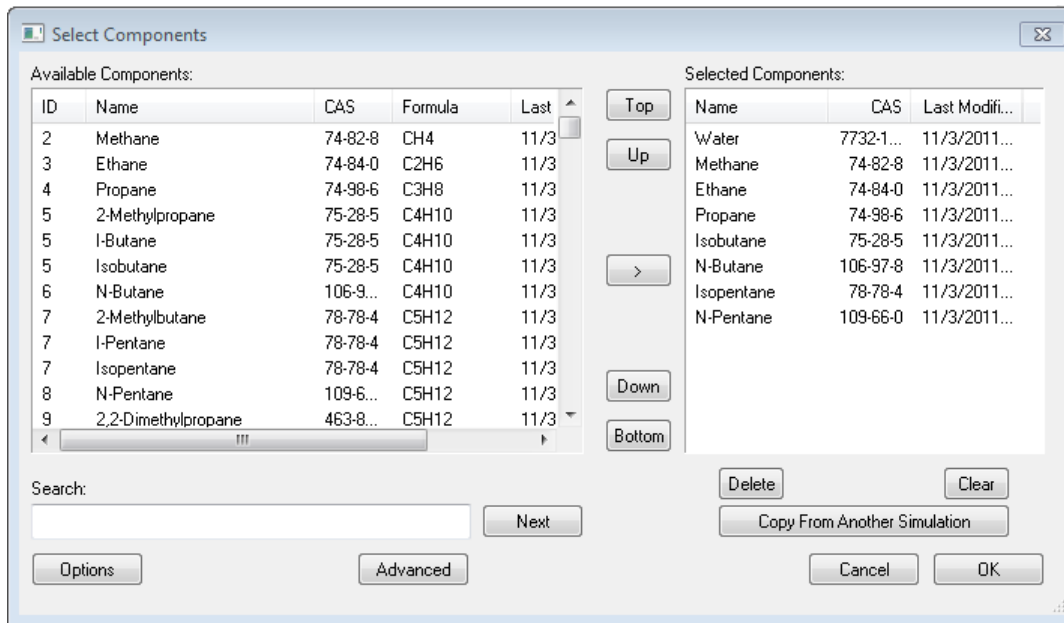 Select Components
Available Components:
ID Name CAS Formula Last
2 Methane 74-82-8 CH4 11/3
3 Ethane 74-84-0 C2H6 11/3
4 Propane 74-98-6 C3H8 11/3
5 2-Methylpropane 75-28-5 C4H10 11/3
5 I-Butane 75-28-5 C4H10 11/3
5 Isobutane 75-28-5 C4H10 11/3
6 N-Butane 106-9... C4H10 11/3
7 2-Methylbutane 78-78-4 C5H12 11/3
7 I-Pentane 78-78-4 C5H12 11/3
7 Isopentane 78-78-4 C5H12 11/3
8 N-Pentane 109-6... C5H12 11/3
9 2,2-Dimethylpropane 463-8... C5H12 11/3
Search:
Next
Options
Advanced
Top
Up
>
Down
Bottom
Selected Components:
Name CAS Last Modifi...
Water 7732-1... 11/3/2011...
Methane 74-82-8 11/3/2011...
Ethane 74-84-0 11/3/2011...
Propane 74-98-6 11/3/2011...
Isobutane 75-28-5 11/3/2011...
N-Butane 106-97-8 11/3/2011...
Isopentane 78-78-4 11/3/2011...
N-Pentane 109-66-0 11/3/2011...
Delete
Clear
Copy From Another Simulation
Cancel
OK